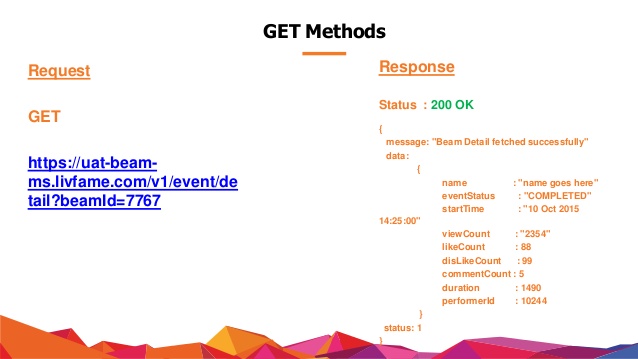 GET Methods
Request
GET
https://uat-beam-
ms.livfame.com/v1/event/de
tail?beamId=7767
Response
Status : 200 OK
{
message: "Beam Detail fetched successfully"
data:
{
name : "name goes here"
eventStatus : "COMPLETED"
startTime : "10 Oct 2015
14:25:00"
viewCount : "2354"
likeCount : 88
disLikeCount : 99
commentCount : 5
duration : 1490
performerId : 10244
}
status: 1
}